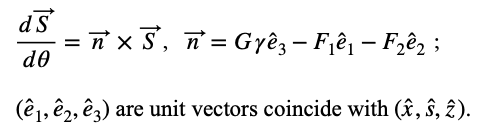 dS⃗/dθ = n⃗ × S⃗, n⃗ = Gγê₃ − F₁ê₁ − F₂ê₂ ;
(ê₁, ê₂, ê₃) are unit vectors coincide with (x̂, ŝ, ẑ).